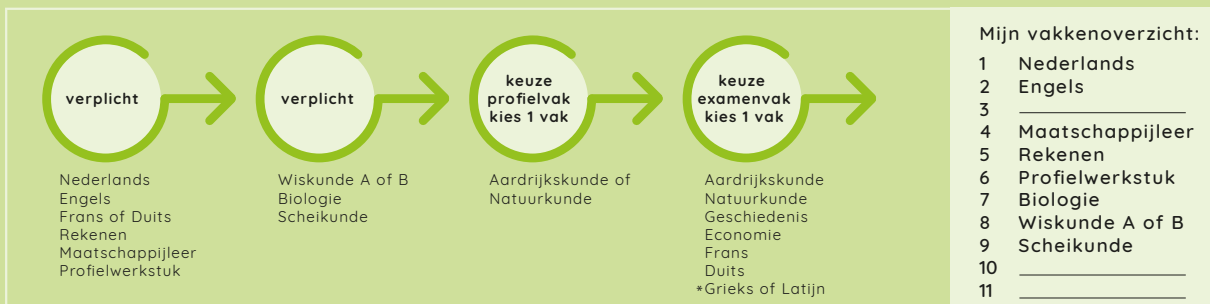 verplicht
Nederlands
Engels
Frans of Duits
Rekenen
Maatschappijleer
Profielwerkstuk
verplicht
Wiskunde A of B
Biologie
Scheikunde
keuze
profielvak
kies 1 vak
Aardrijkskunde of
Natuurkunde
keuze
examenvak
kies 1 vak
Aardrijkskunde
Natuurkunde
Geschiedenis
Economie
Frans
Duits
*Grieks of Latijn
Mijn vakkenoverzicht:
1 Nederlands
2 Engels
3
4 Maatschappijleer
5 Rekenen
6 Profielwerkstuk
7 Biologie
8 Wiskunde A of B
9 Scheikunde
10
11